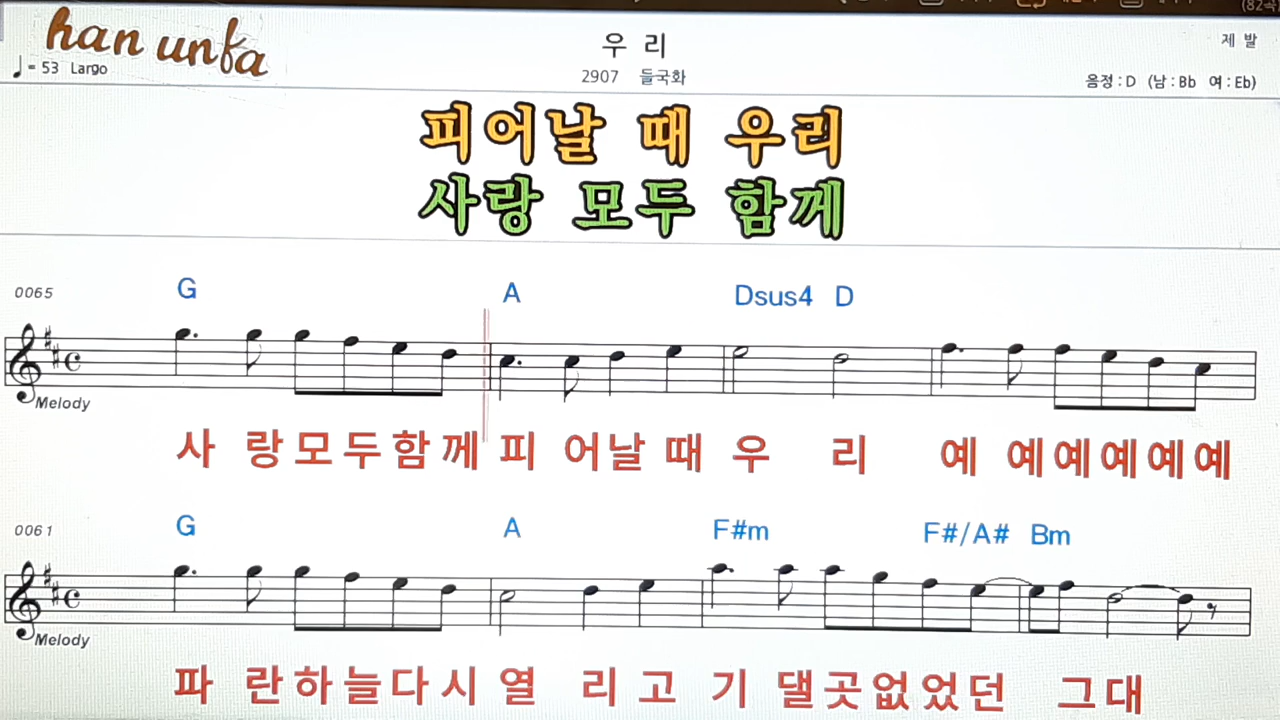 han unfa
우 리
제 발
♩= 53 Largo
2907 들국화
음정 : D (남 : Bb 여 : Eb)
피어날 때 우리
사랑 모두 함께
0065
G A Dsus4 D
Melody
사 랑 모 두 함 께 피 어 날 때 우 리 예 예 예 예 예 예
0061
G A F#m F#/A# Bm
Melody
파 란 하 늘 다 시 열 리 고 기 댈 곳 없 었 던 그 대